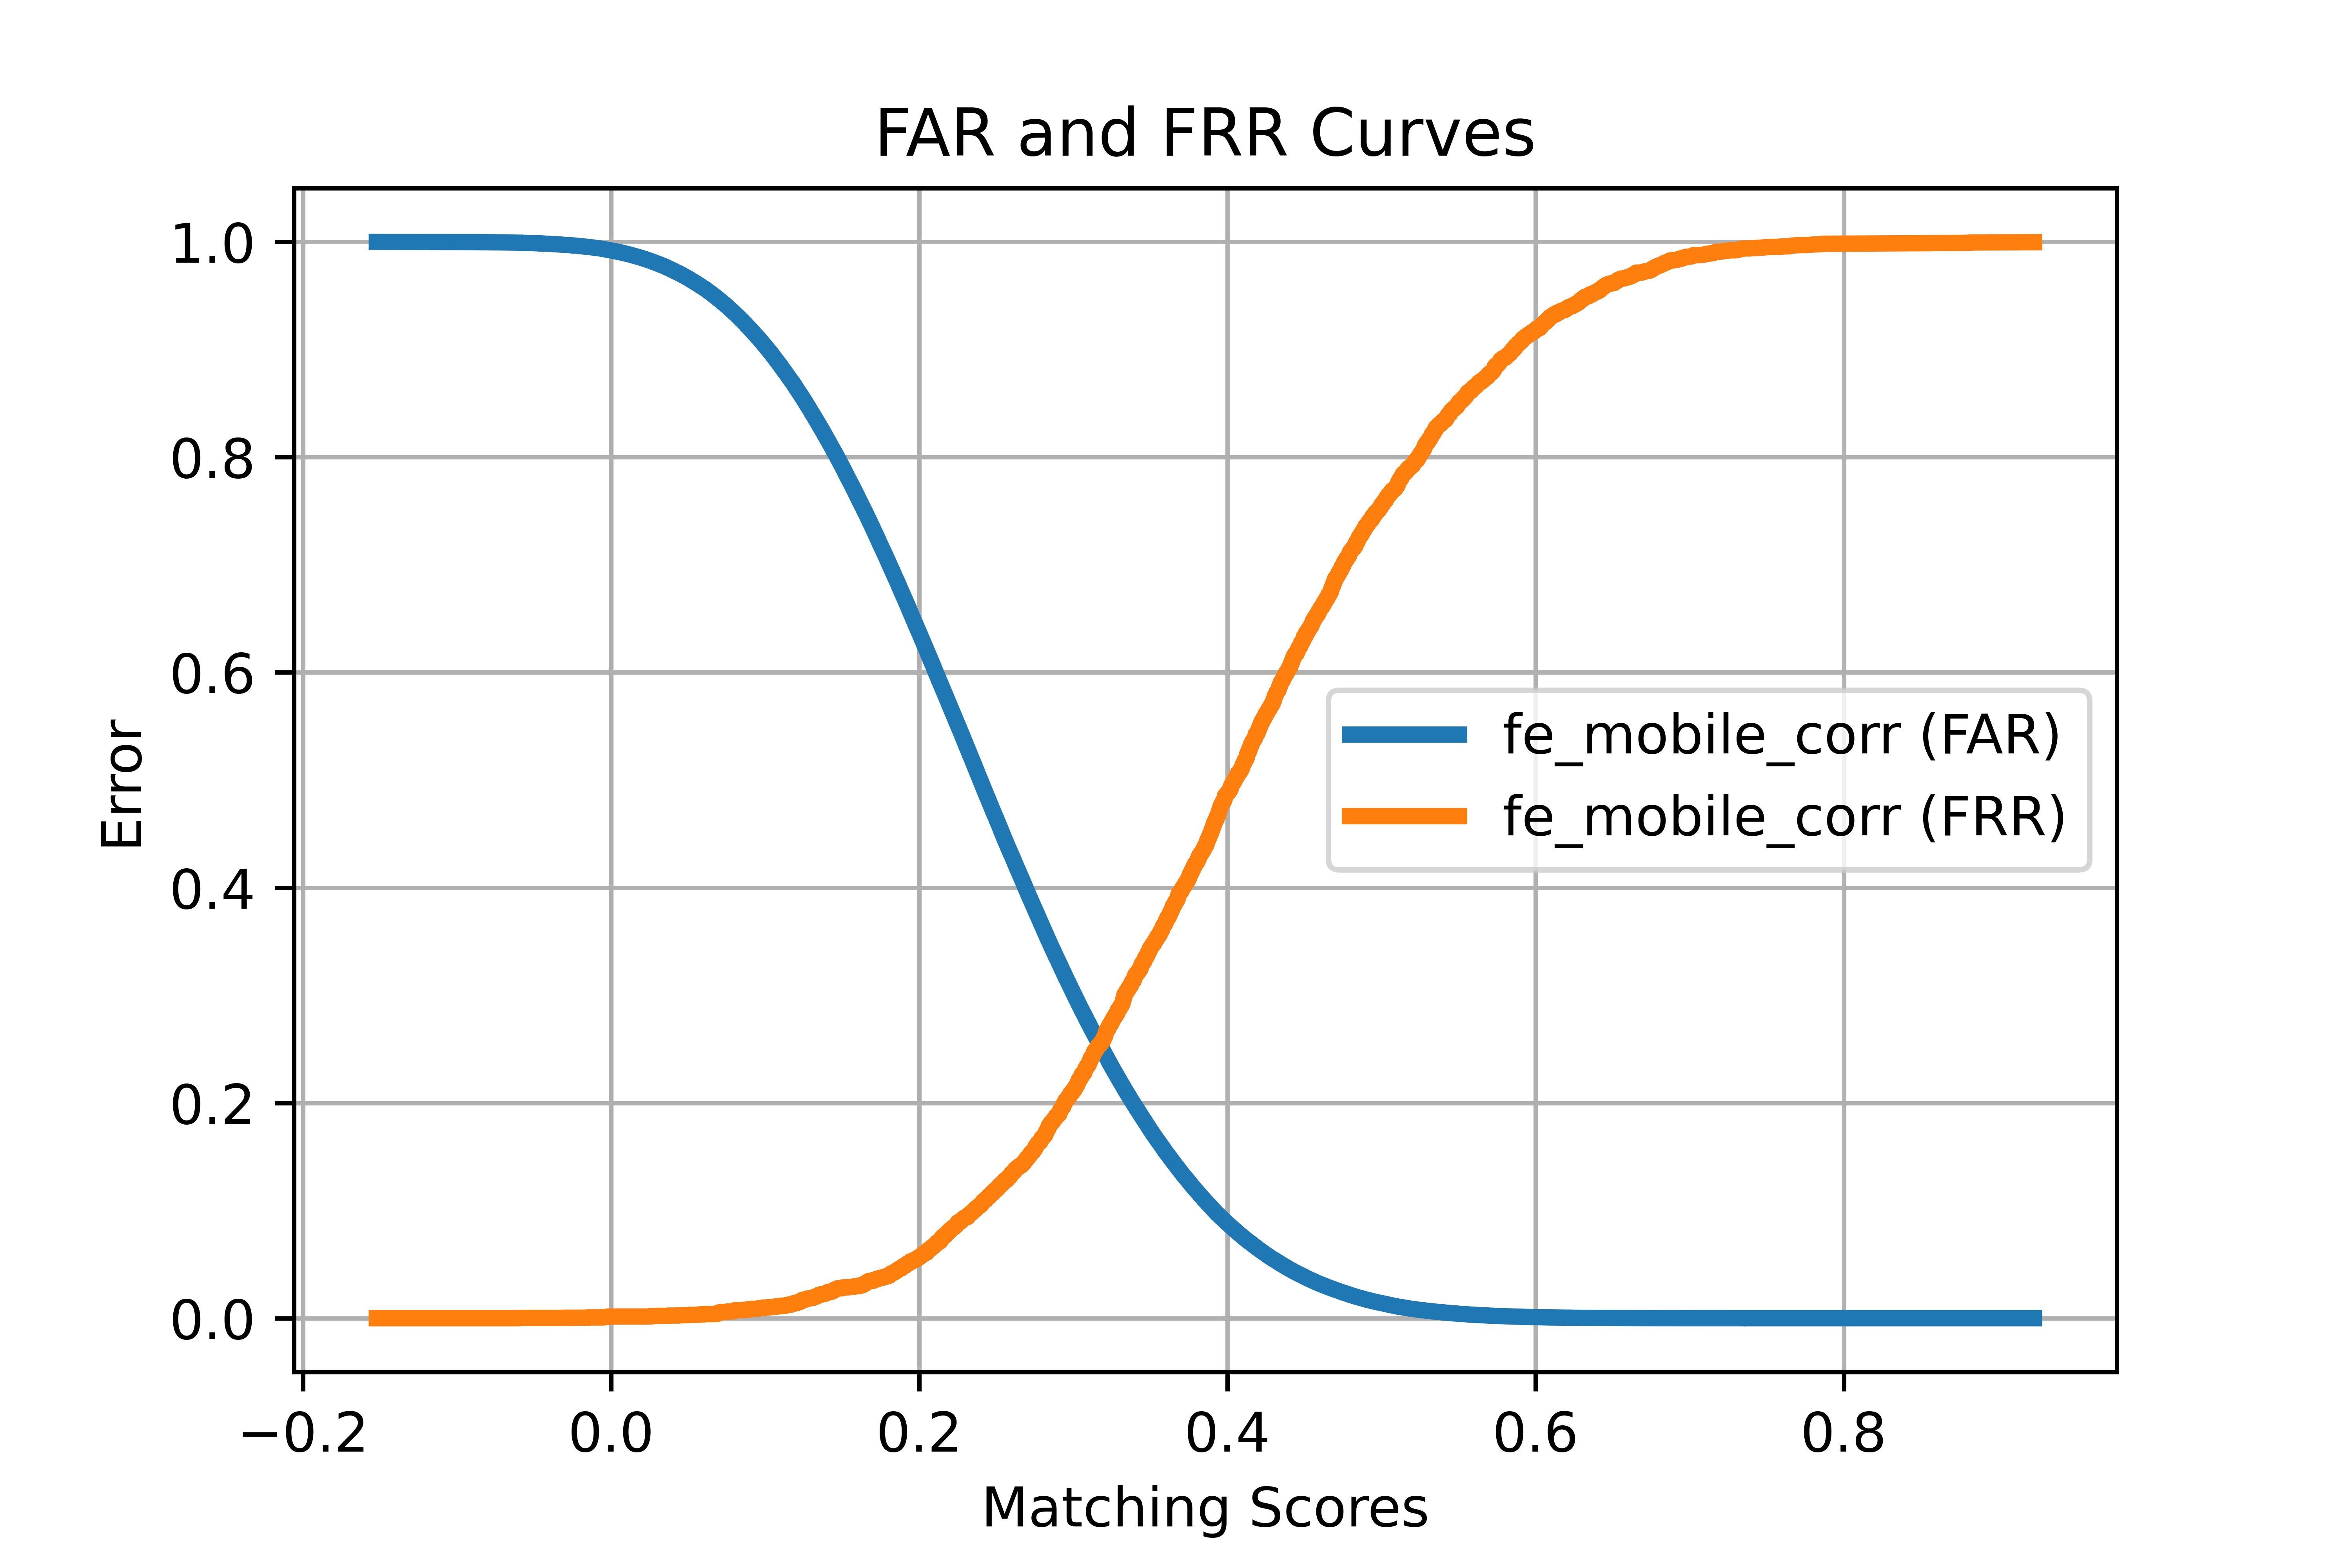 FAR and FRR Curves
1.0
0.8
0.6
0.4
0.2
0.0
Error
fe_mobile_corr (FAR)
fe_mobile_corr (FRR)
−0.2 0.0 0.2 0.4 0.6 0.8
Matching Scores